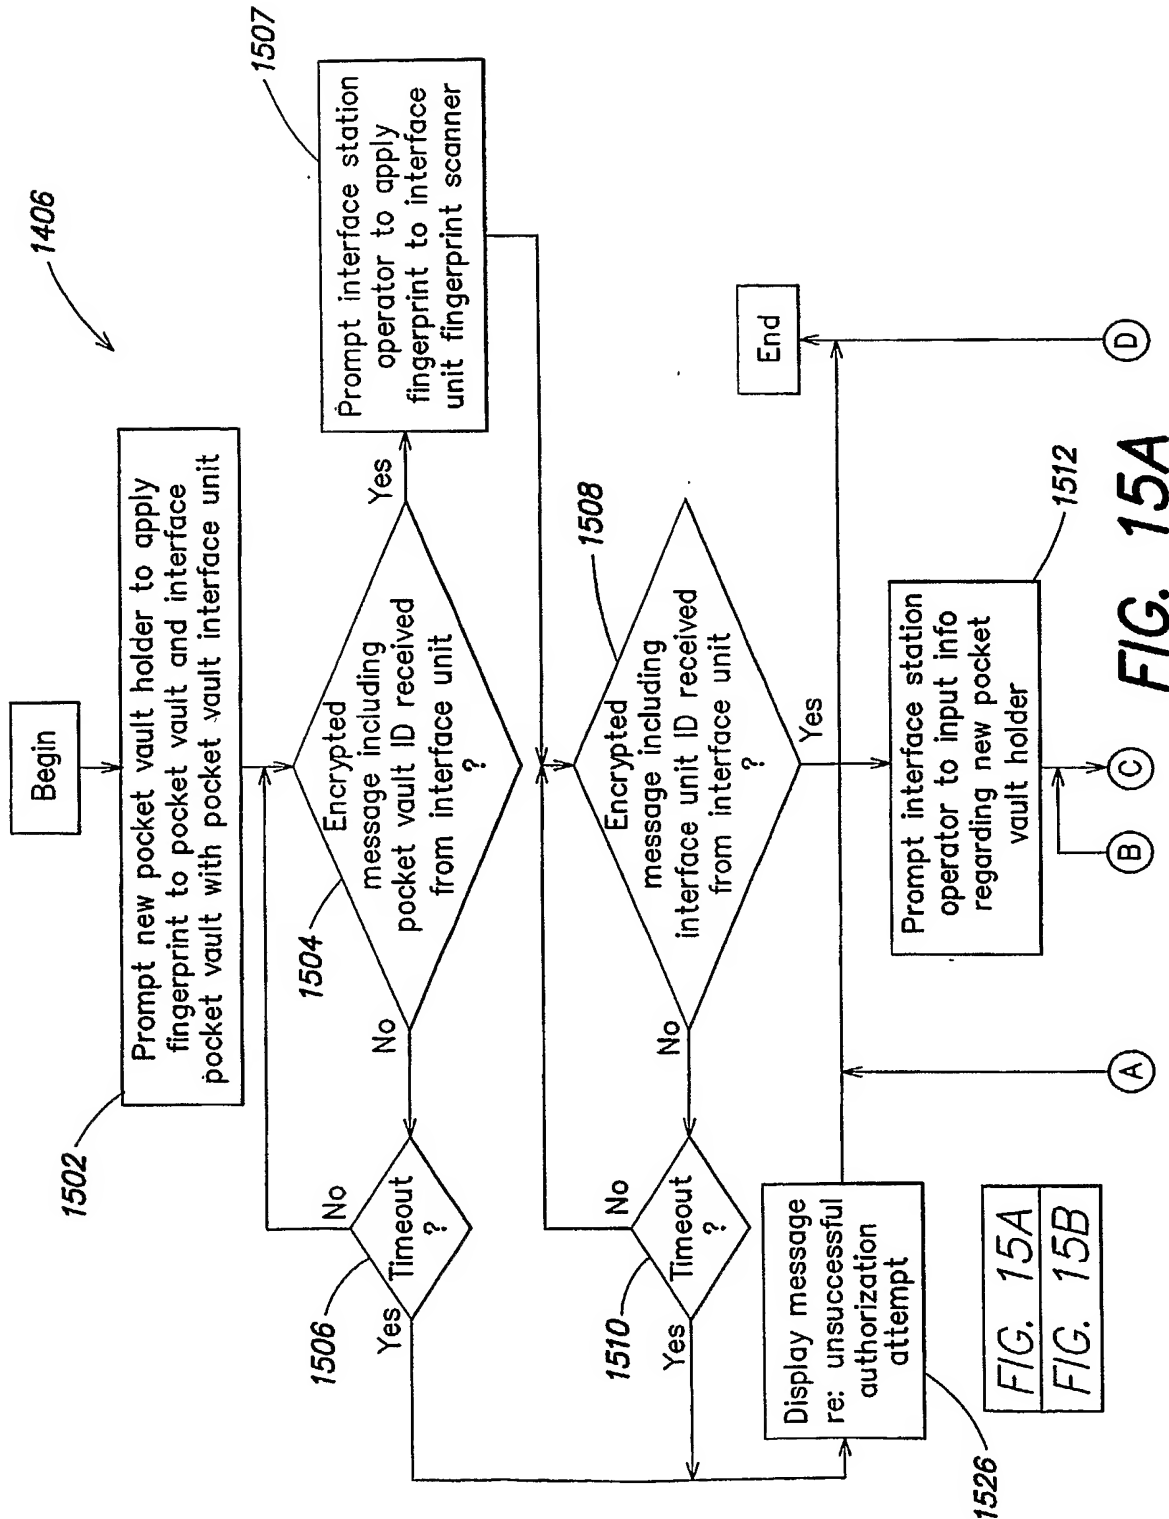 1406
Begin
1502
Prompt new pocket vault holder to apply
fingerprint to pocket vault and interface
pocket vault with pocket vault interface unit
1504
Encrypted
message including
pocket vault ID received
from interface unit
?
Yes
No
1507
Prompt interface station
operator to apply
fingerprint to interface
unit fingerprint scanner
1506
Timeout
?
No
Yes
1508
Encrypted
message including
interface unit ID received
from interface unit
?
No
Yes
1510
Timeout
?
No
Yes
1526
Display message
re: unsuccessful
authorization
attempt
1512
Prompt interface station
operator to input info
regarding new pocket
vault holder
End
A
B
C
D
FIG. 15A
FIG. 15B
FIG. 15A